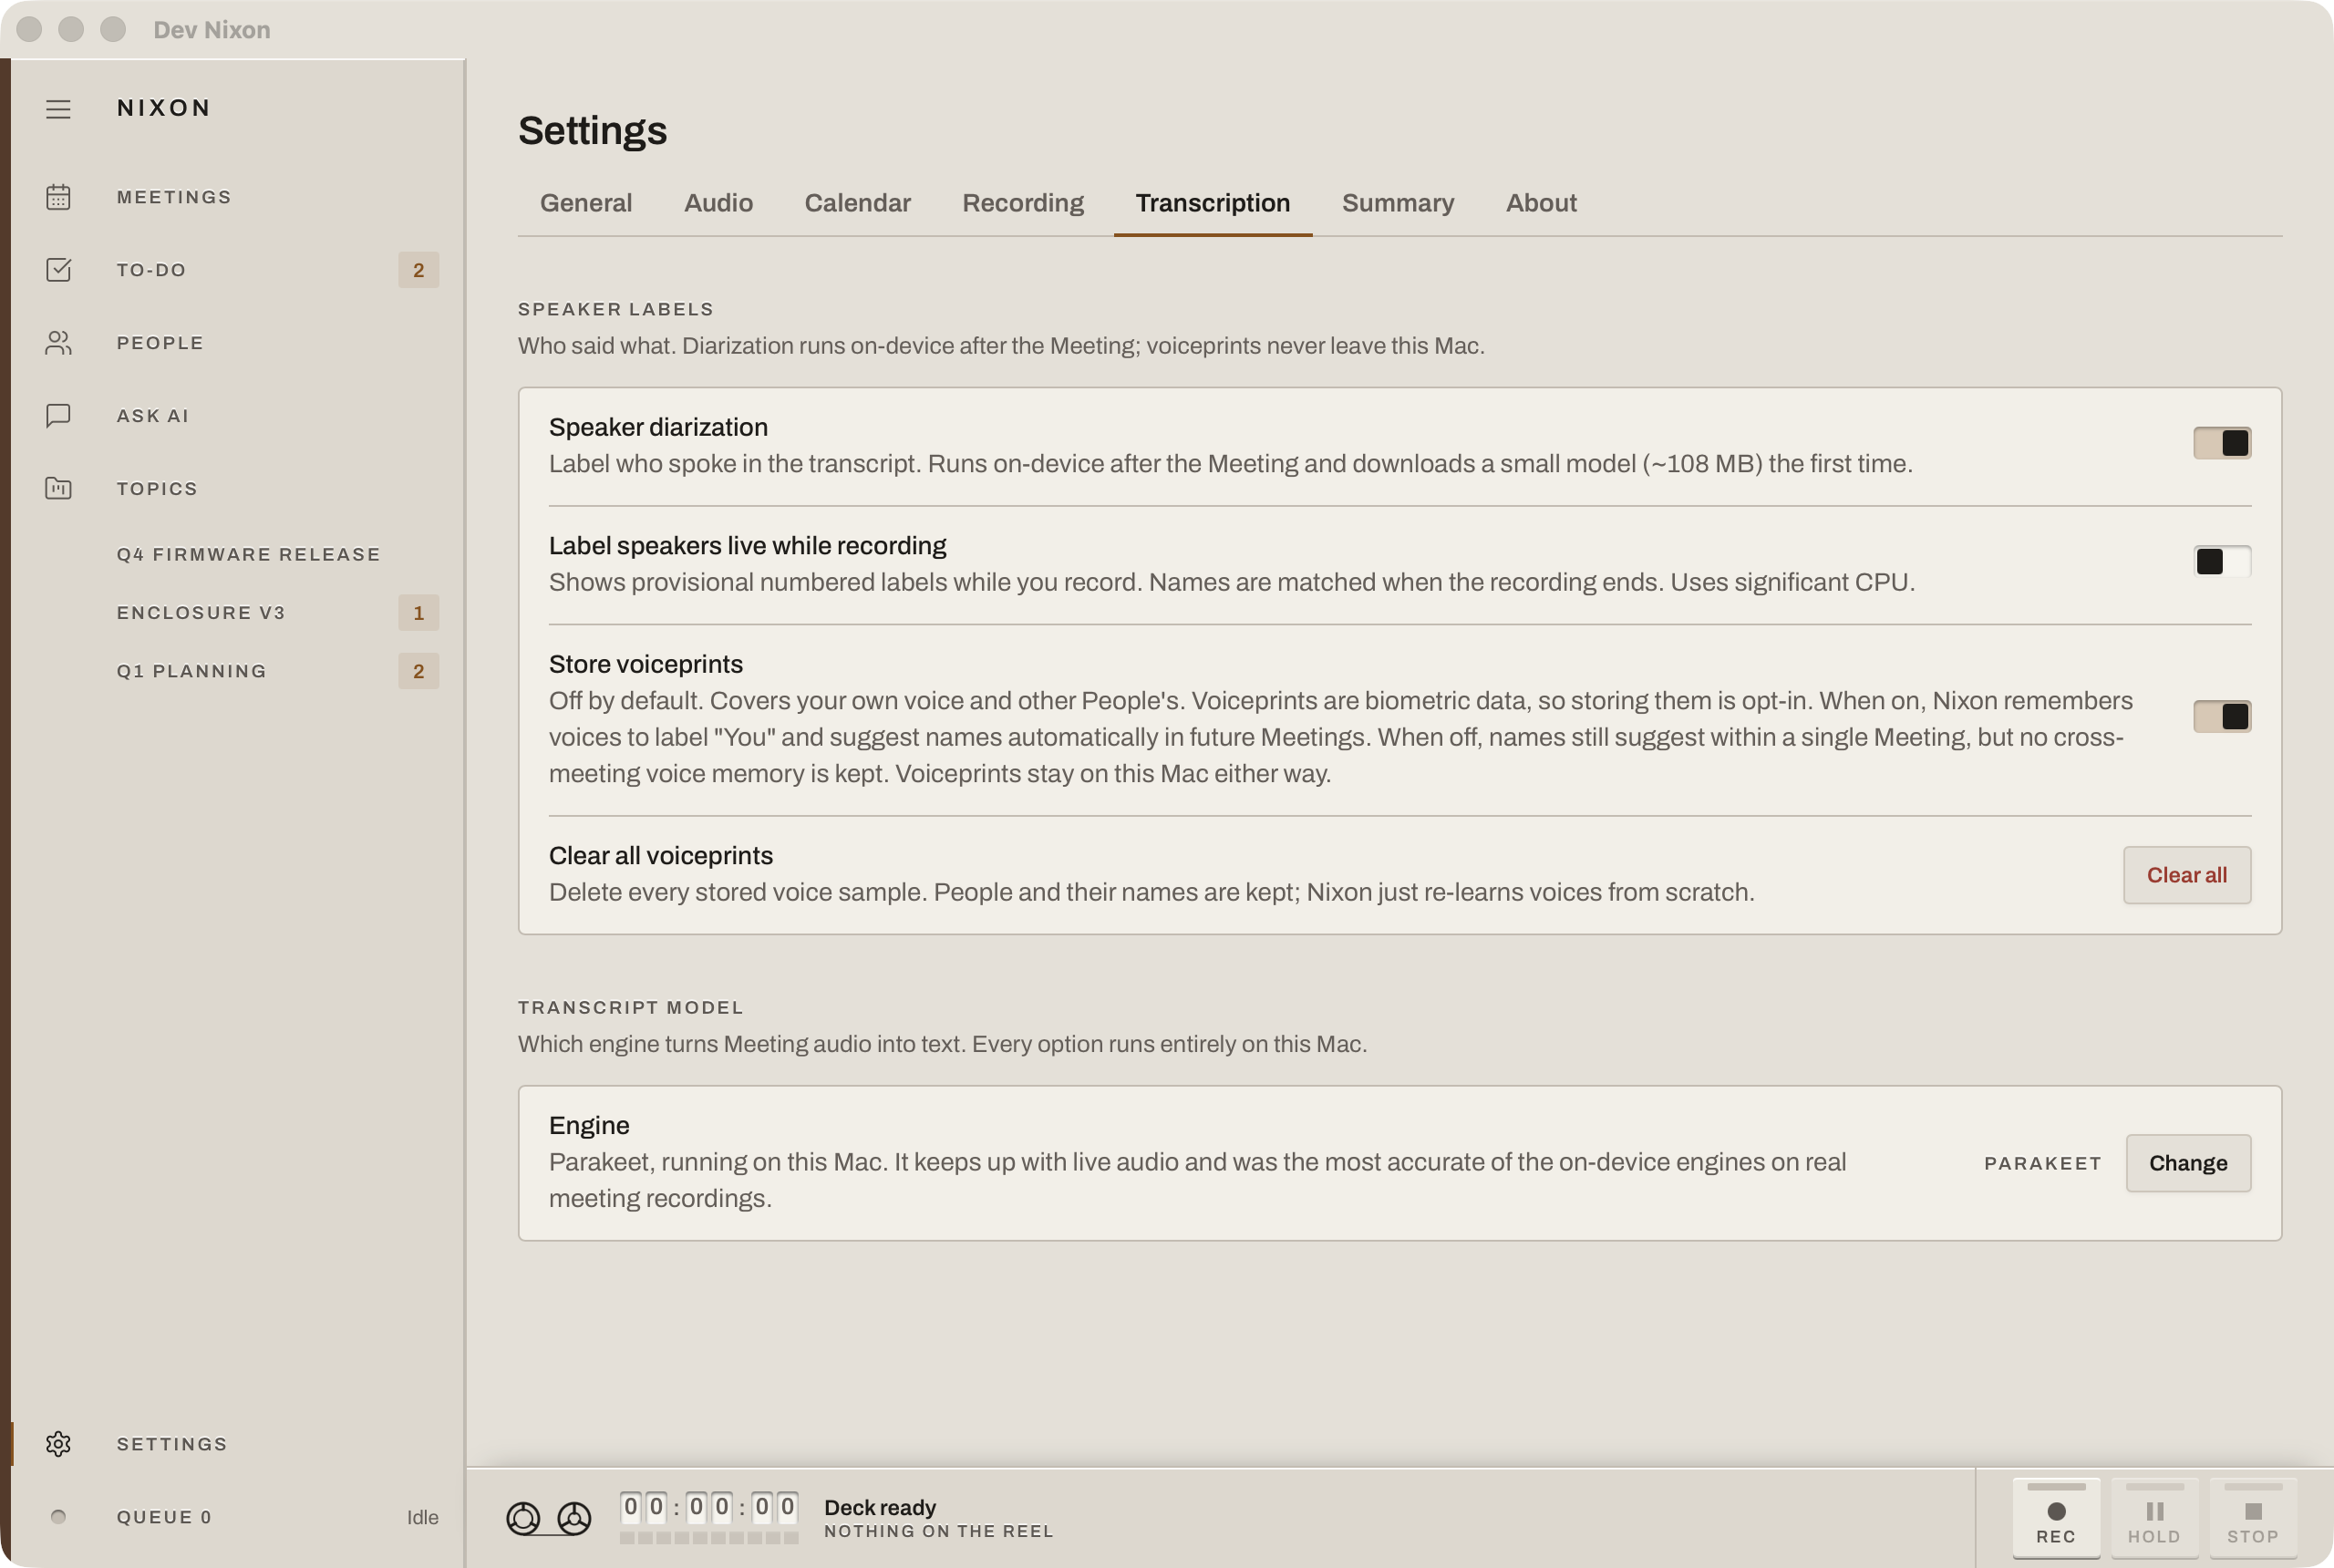 Dev Nixon
NIXON
MEETINGS
TO-DO 2
PEOPLE
ASK AI
TOPICS
Q4 FIRMWARE RELEASE
ENCLOSURE V3 1
Q1 PLANNING 2
SETTINGS
QUEUE 0 Idle
Settings
General Audio Calendar Recording Transcription Summary About
SPEAKER LABELS
Who said what. Diarization runs on-device after the Meeting; voiceprints never leave this Mac.
Speaker diarization
Label who spoke in the transcript. Runs on-device after the Meeting and downloads a small model (~108 MB) the first time.
Label speakers live while recording
Shows provisional numbered labels while you record. Names are matched when the recording ends. Uses significant CPU.
Store voiceprints
Off by default. Covers your own voice and other People's. Voiceprints are biometric data, so storing them is opt-in. When on, Nixon remembers
voices to label "You" and suggest names automatically in future Meetings. When off, names still suggest within a single Meeting, but no cross-
meeting voice memory is kept. Voiceprints stay on this Mac either way.
Clear all voiceprints
Delete every stored voice sample. People and their names are kept; Nixon just re-learns voices from scratch.
Clear all
TRANSCRIPT MODEL
Which engine turns Meeting audio into text. Every option runs entirely on this Mac.
Engine
Parakeet, running on this Mac. It keeps up with live audio and was the most accurate of the on-device engines on real
meeting recordings.
PARAKEET Change
00:00:00
Deck ready
NOTHING ON THE REEL
REC HOLD STOP